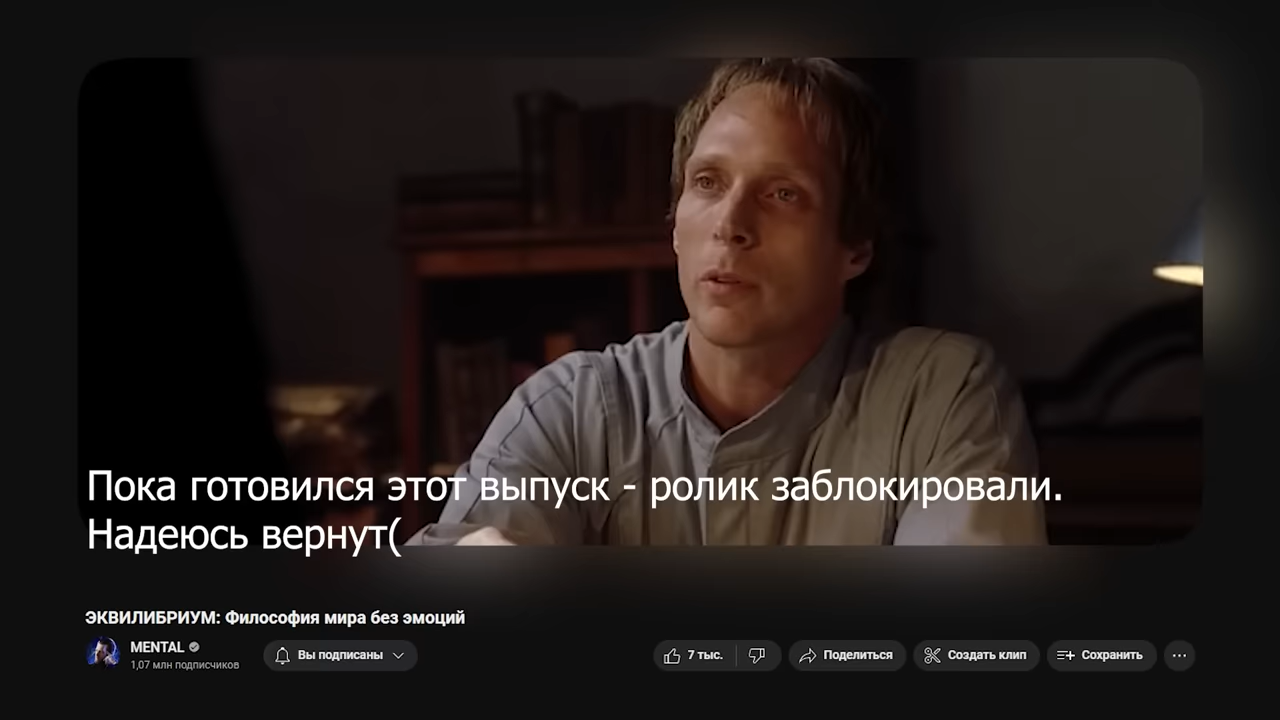 Пока готовился этот выпуск - ролик заблокировали.
Надеюсь вернут(
ЭКВИЛИБРИУМ: Философия мира без эмоций
MENTAL
1,07 млн подписчиков
Вы подписаны
7 тыс.
Поделиться
Создать клип
Сохранить